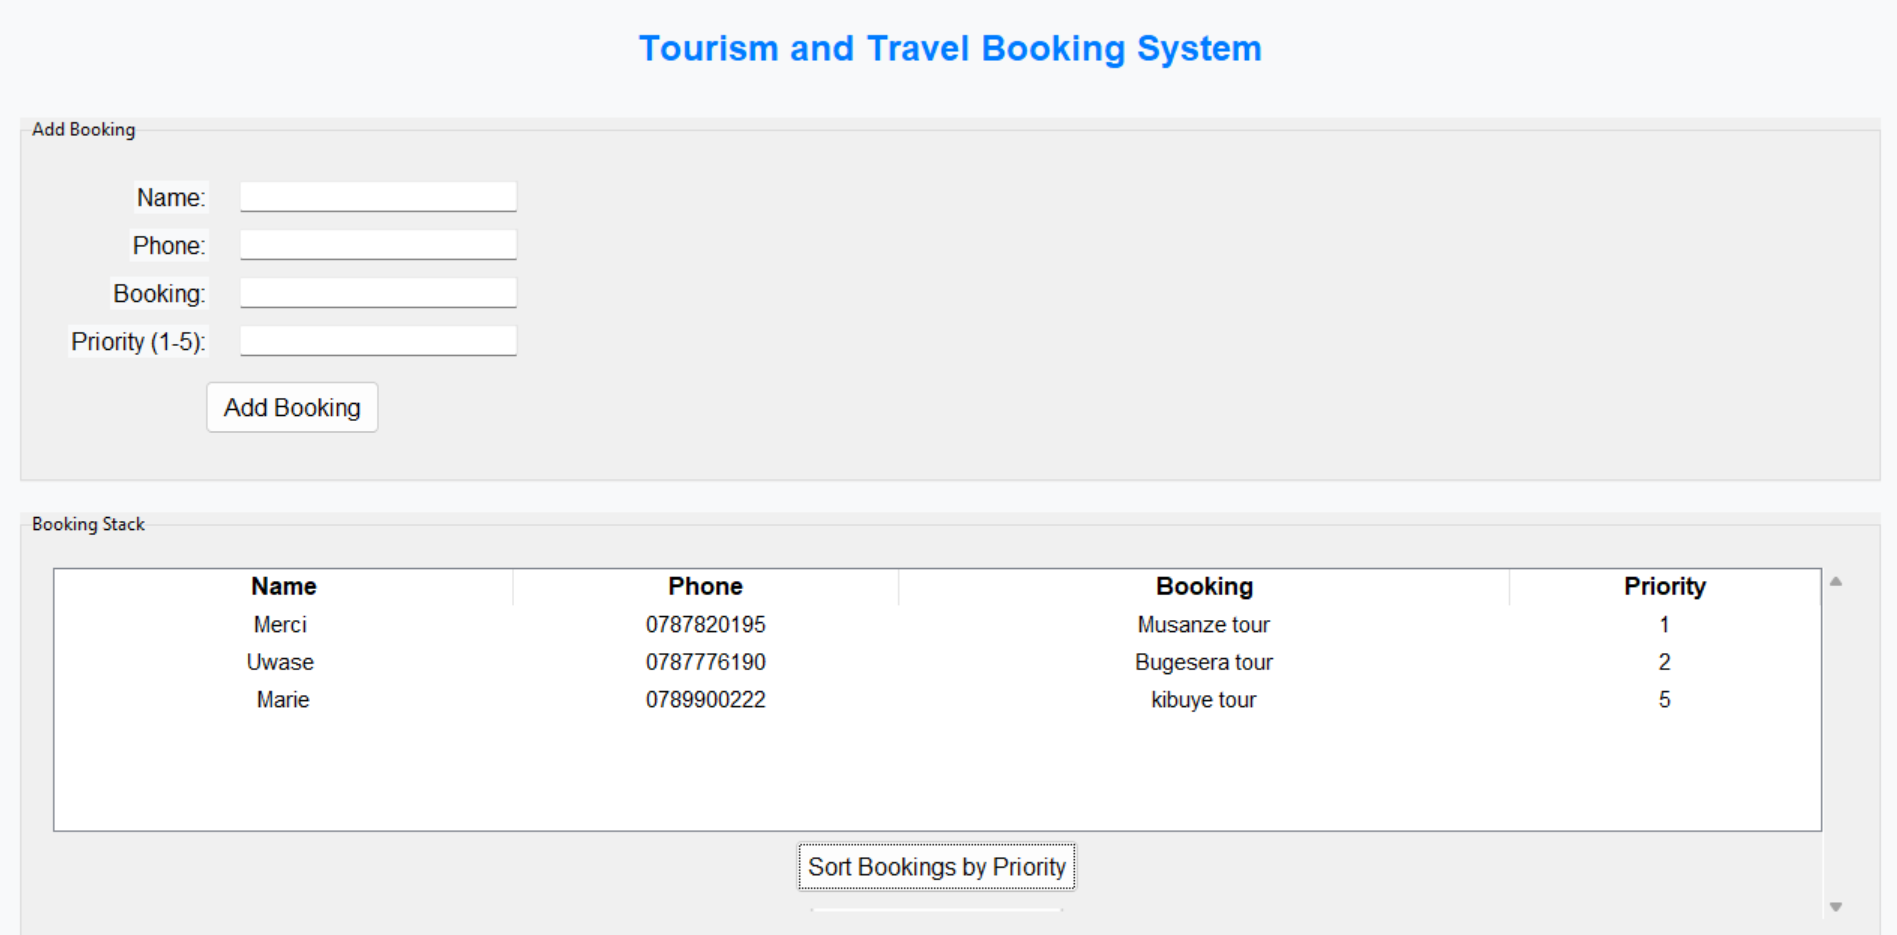 Tourism and Travel Booking System
Add Booking
Name:
Phone:
Booking:
Priority (1-5):
Add Booking
Booking Stack
Name Phone Booking Priority
Merci 0787820195 Musanze tour 1
Uwase 0787776190 Bugesera tour 2
Marie 0789900222 kibuye tour 5
Sort Bookings by Priority